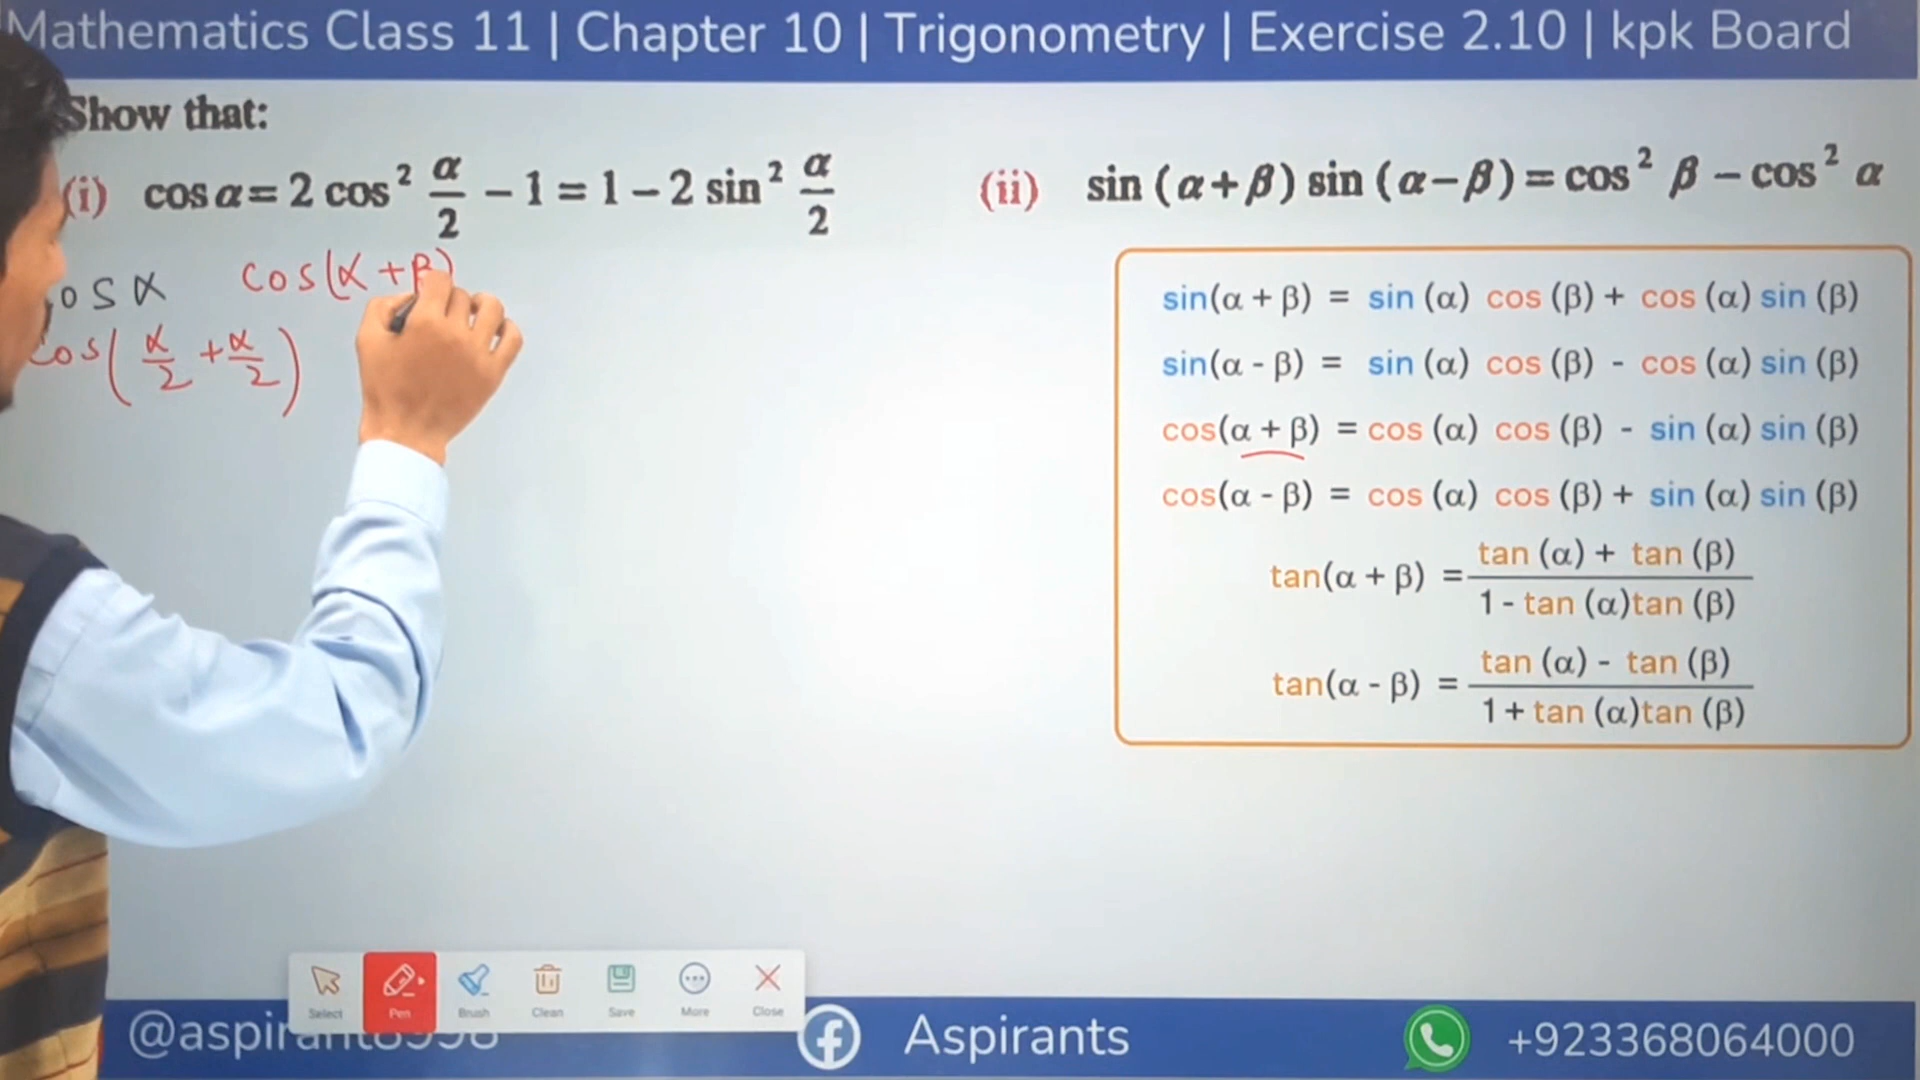 Mathematics Class 11 | Chapter 10 | Trigonometry | Exercise 2.10 | kpk Board
Show that:
(i) cos α = 2 cos² α/2 − 1 = 1 − 2 sin² α/2
(ii) sin (α+β) sin (α−β) = cos² β − cos² α
cos(α + β)
cos(α/2 + α/2)
sin(α + β) = sin (α) cos (β) + cos (α) sin (β)
sin(α - β) = sin (α) cos (β) - cos (α) sin (β)
cos(α + β) = cos (α) cos (β) - sin (α) sin (β)
cos(α - β) = cos (α) cos (β) + sin (α) sin (β)
tan(α + β) = tan (α) + tan (β) / 1 - tan (α)tan (β)
tan(α - β) = tan (α) - tan (β) / 1 + tan (α)tan (β)
Select Pen Brush Clean Save More Close
Aspirants
+923368064000